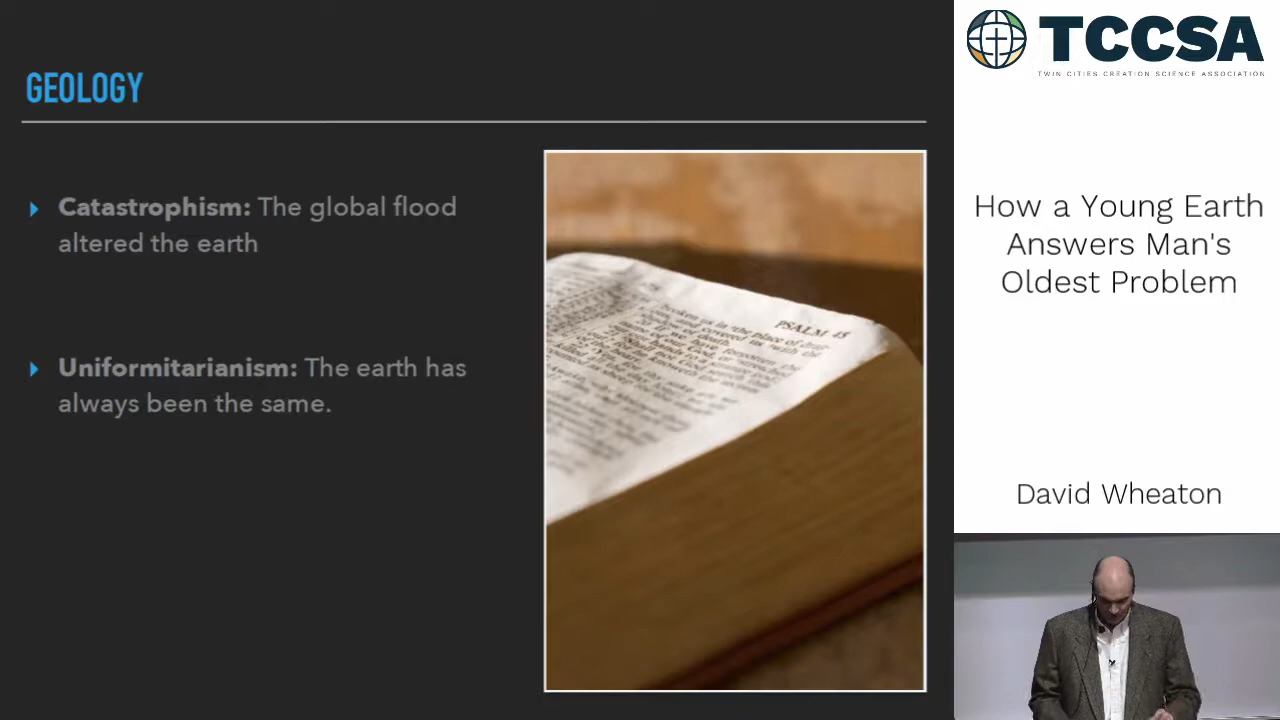 GEOLOGY
Catastrophism: The global flood
altered the earth
Uniformitarianism: The earth has
always been the same.
PSALM 45
TCCSA
TWIN CITIES CREATION SCIENCE ASSOCIATION
How a Young Earth
Answers Man's
Oldest Problem
David Wheaton